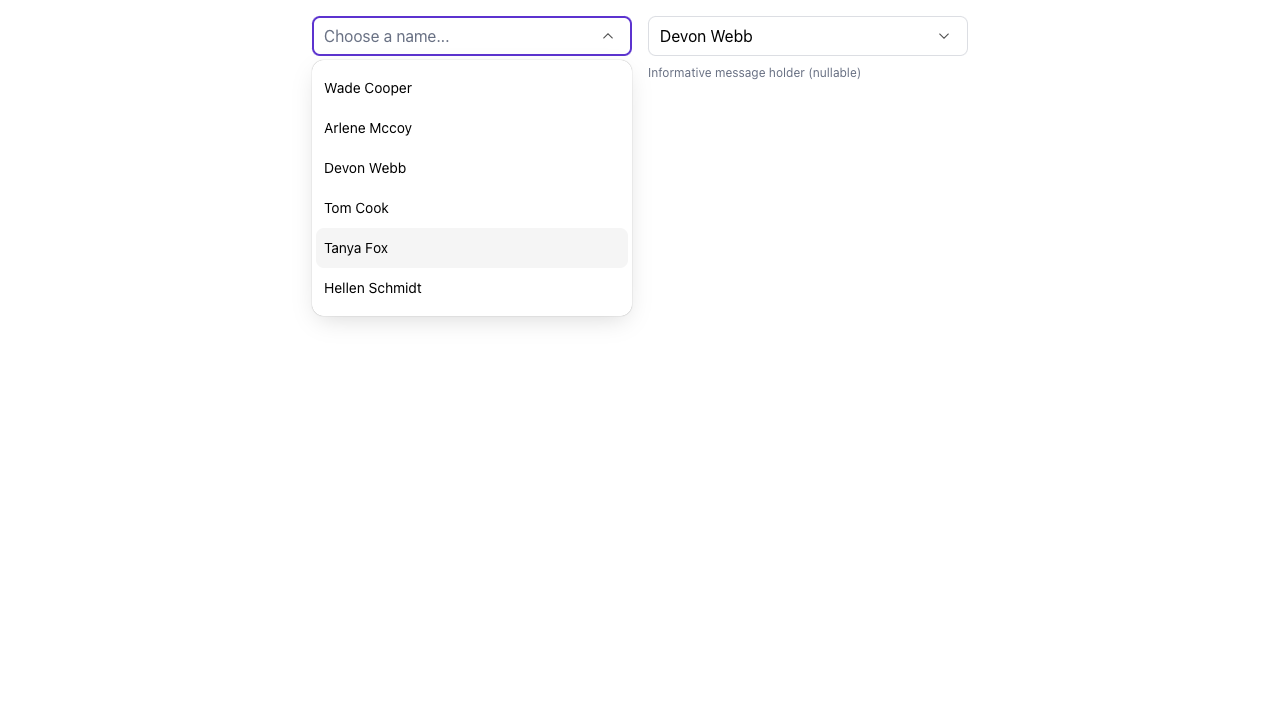 Choose a name...
Devon Webb
Informative message holder (nullable)
Wade Cooper
Arlene Mccoy
Devon Webb
Tom Cook
Tanya Fox
Hellen Schmidt